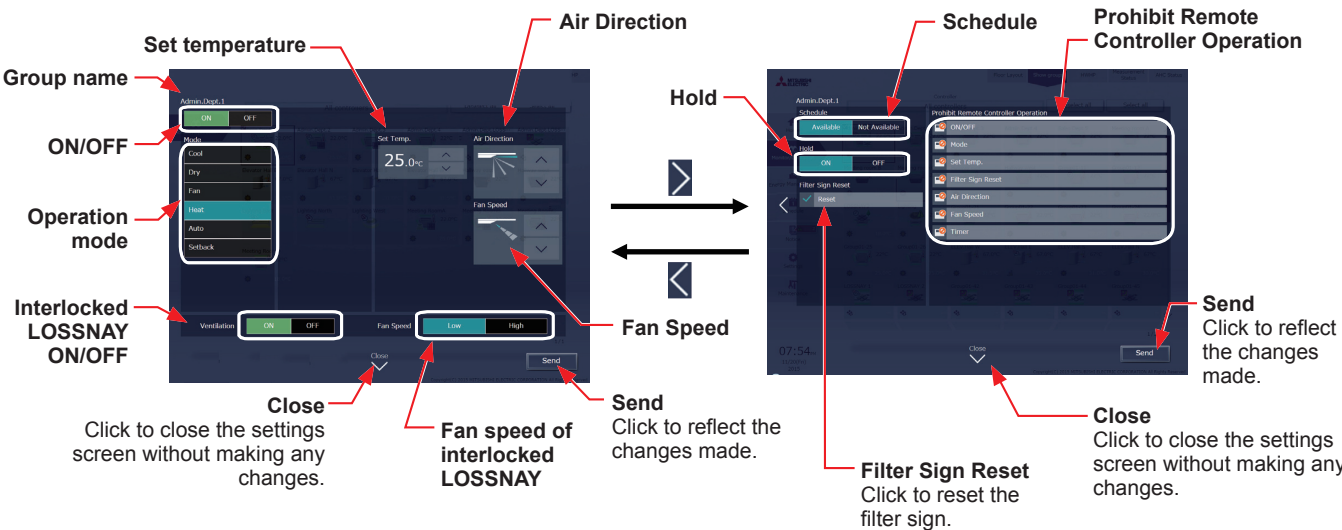 Group name
Set temperature
Air Direction
ON/OFF
Operation
mode
Interlocked
LOSSNAY
ON/OFF
Admin.Dept.1
ON OFF
Mode
Cool
Dry
Fan
Heat
Auto
Setback
Set Temp.
25.0°C
Air Direction
Fan Speed
Ventilation ON OFF
Fan Speed Low High
Close
Send
Close
Click to close the settings
screen without making any
changes.
Fan speed of
interlocked
LOSSNAY
Send
Click to reflect the
changes made.
Fan Speed
Hold
Schedule
Prohibit Remote
Controller Operation
MITSUBISHI
ELECTRIC
Admin.Dept.1
Schedule
Available Not Available
Hold
ON OFF
Filter Sign Reset
Reset
Prohibit Remote Controller Operation
ON/OFF
Mode
Set Temp.
Filter Sign Reset
Air Direction
Fan Speed
Timer
07:54
Close
Send
Filter Sign Reset
Click to reset the
filter sign.
Close
Click to close the settings
screen without making any
changes.
Send
Click to reflect
the changes
made.